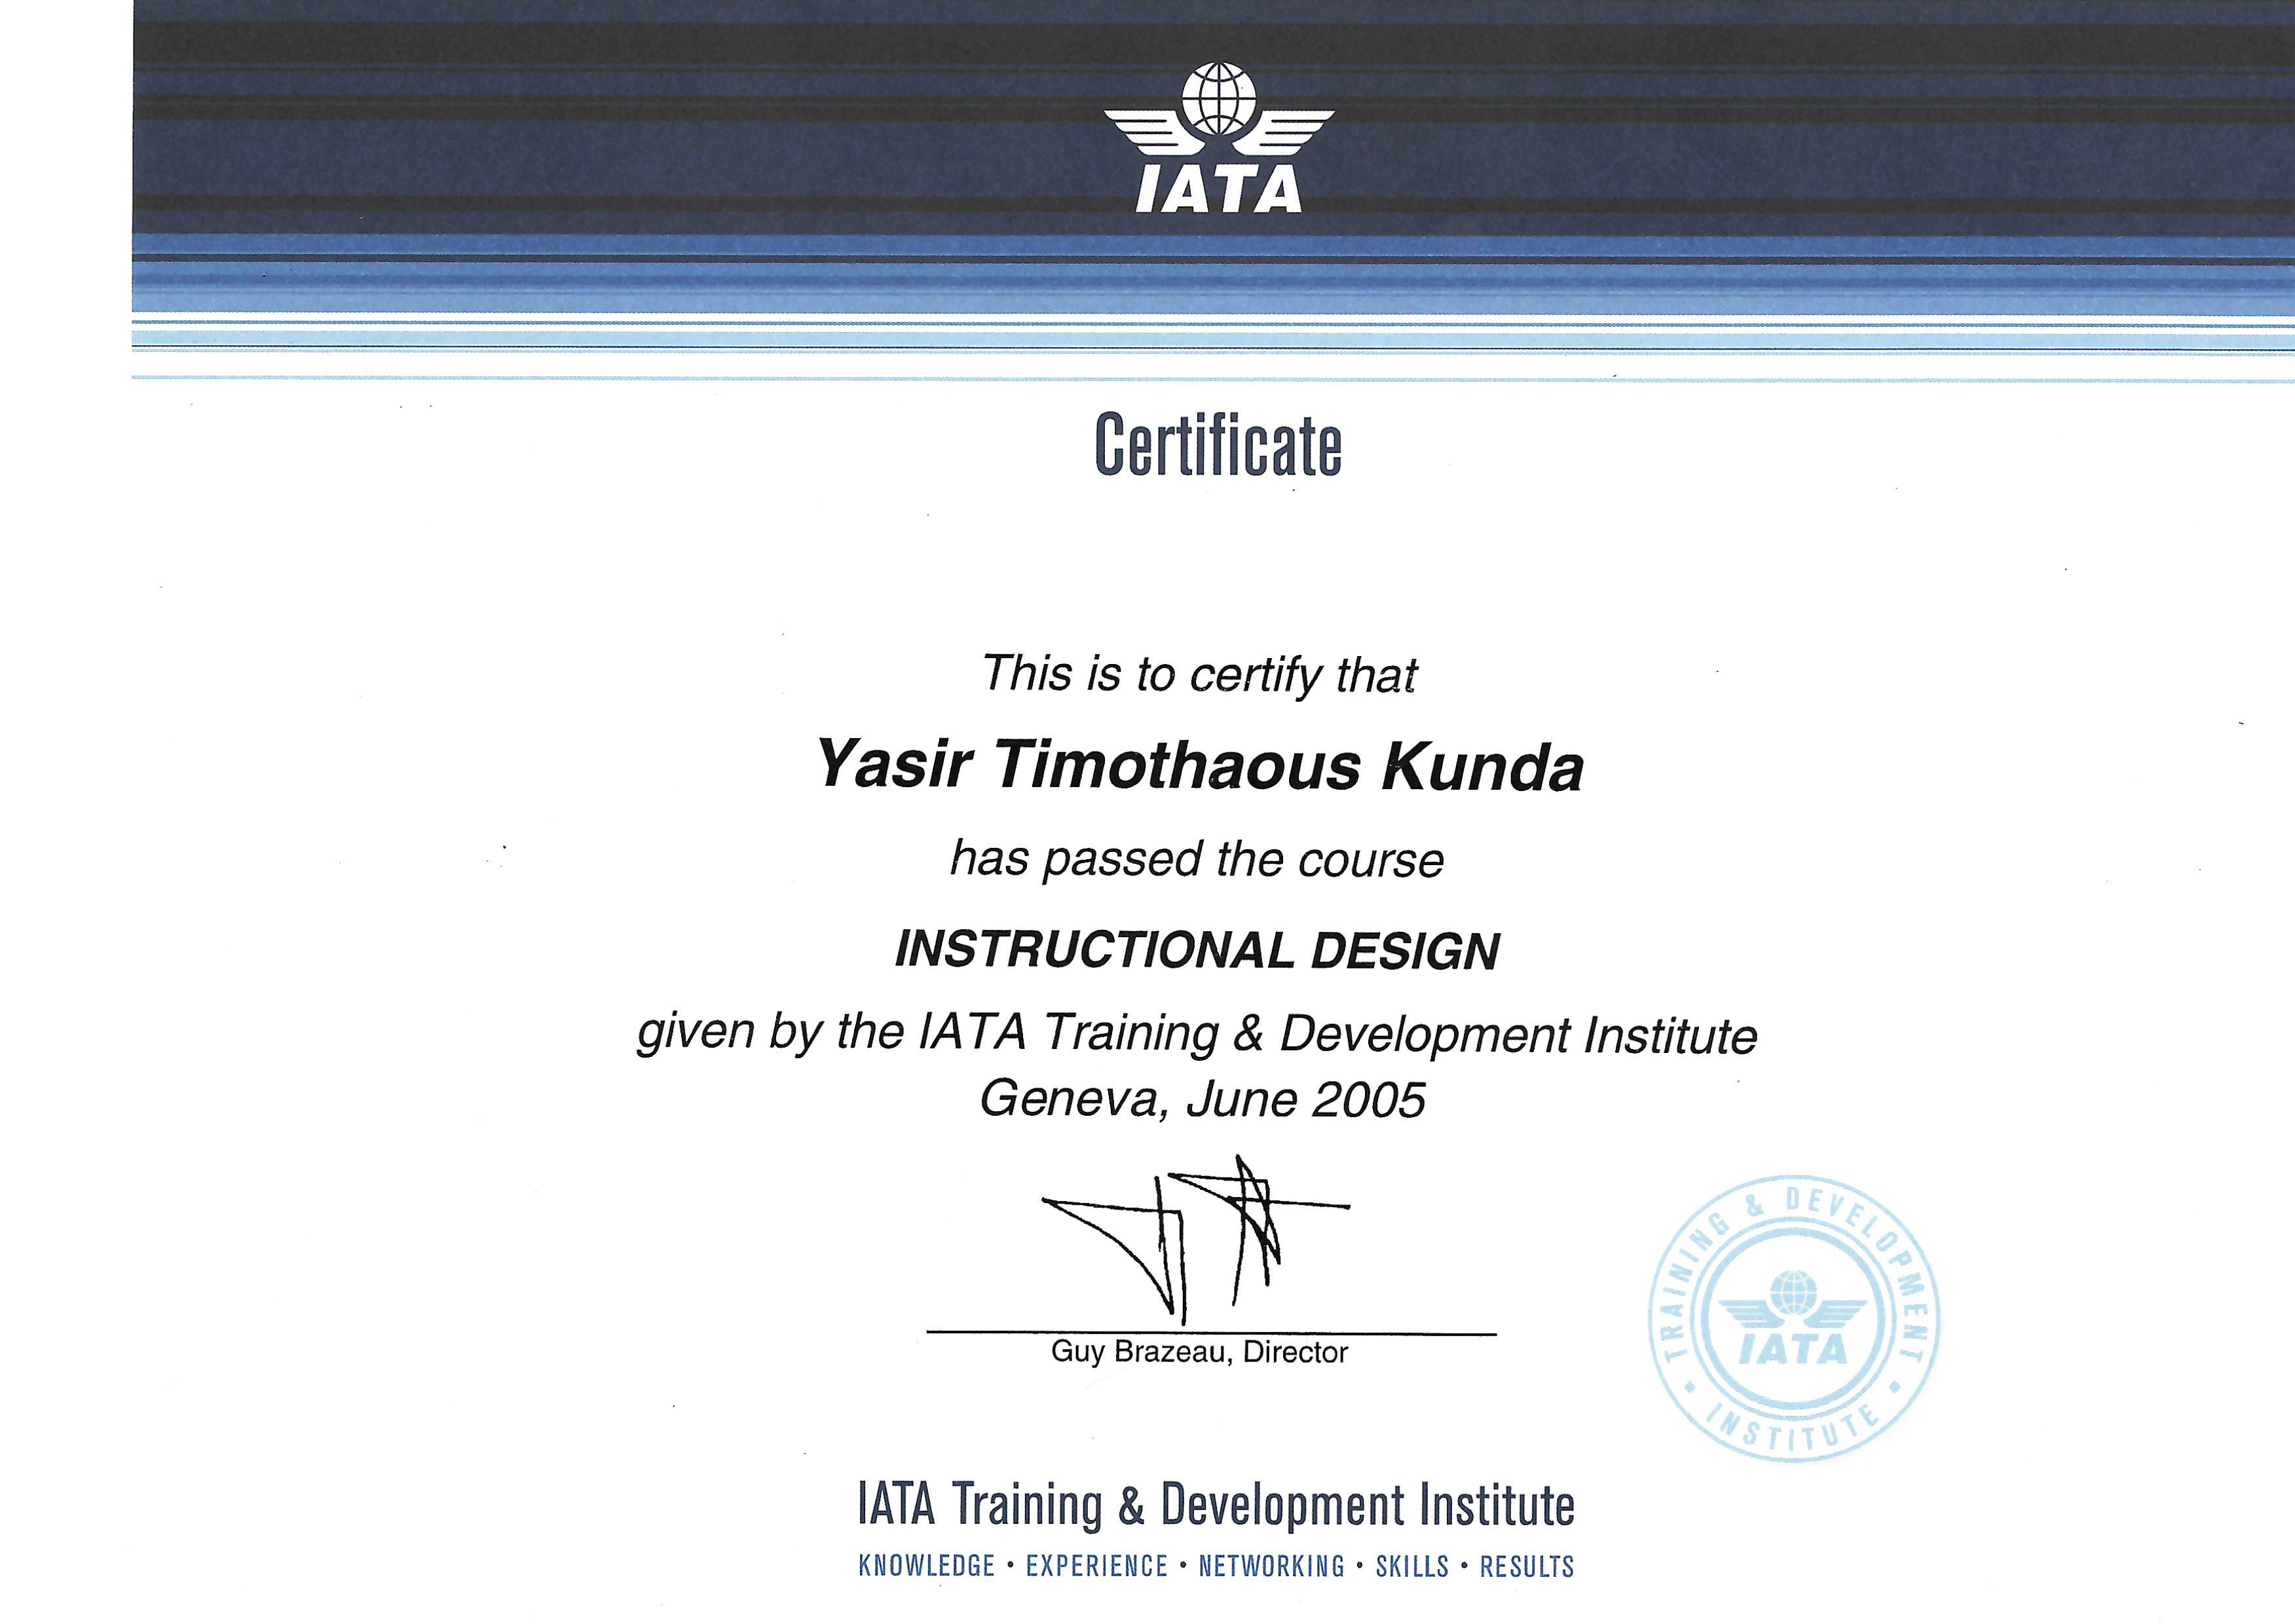 IATA
Certificate
This is to certify that
Yasir Timothaous Kunda
has passed the course
INSTRUCTIONAL DESIGN
given by the IATA Training & Development Institute
Geneva, June 2005
Guy Brazeau, Director
TRAINING & DEVELOPMENT
IATA
• INSTITUTE •
IATA Training & Development Institute
KNOWLEDGE • EXPERIENCE • NETWORKING • SKILLS • RESULTS